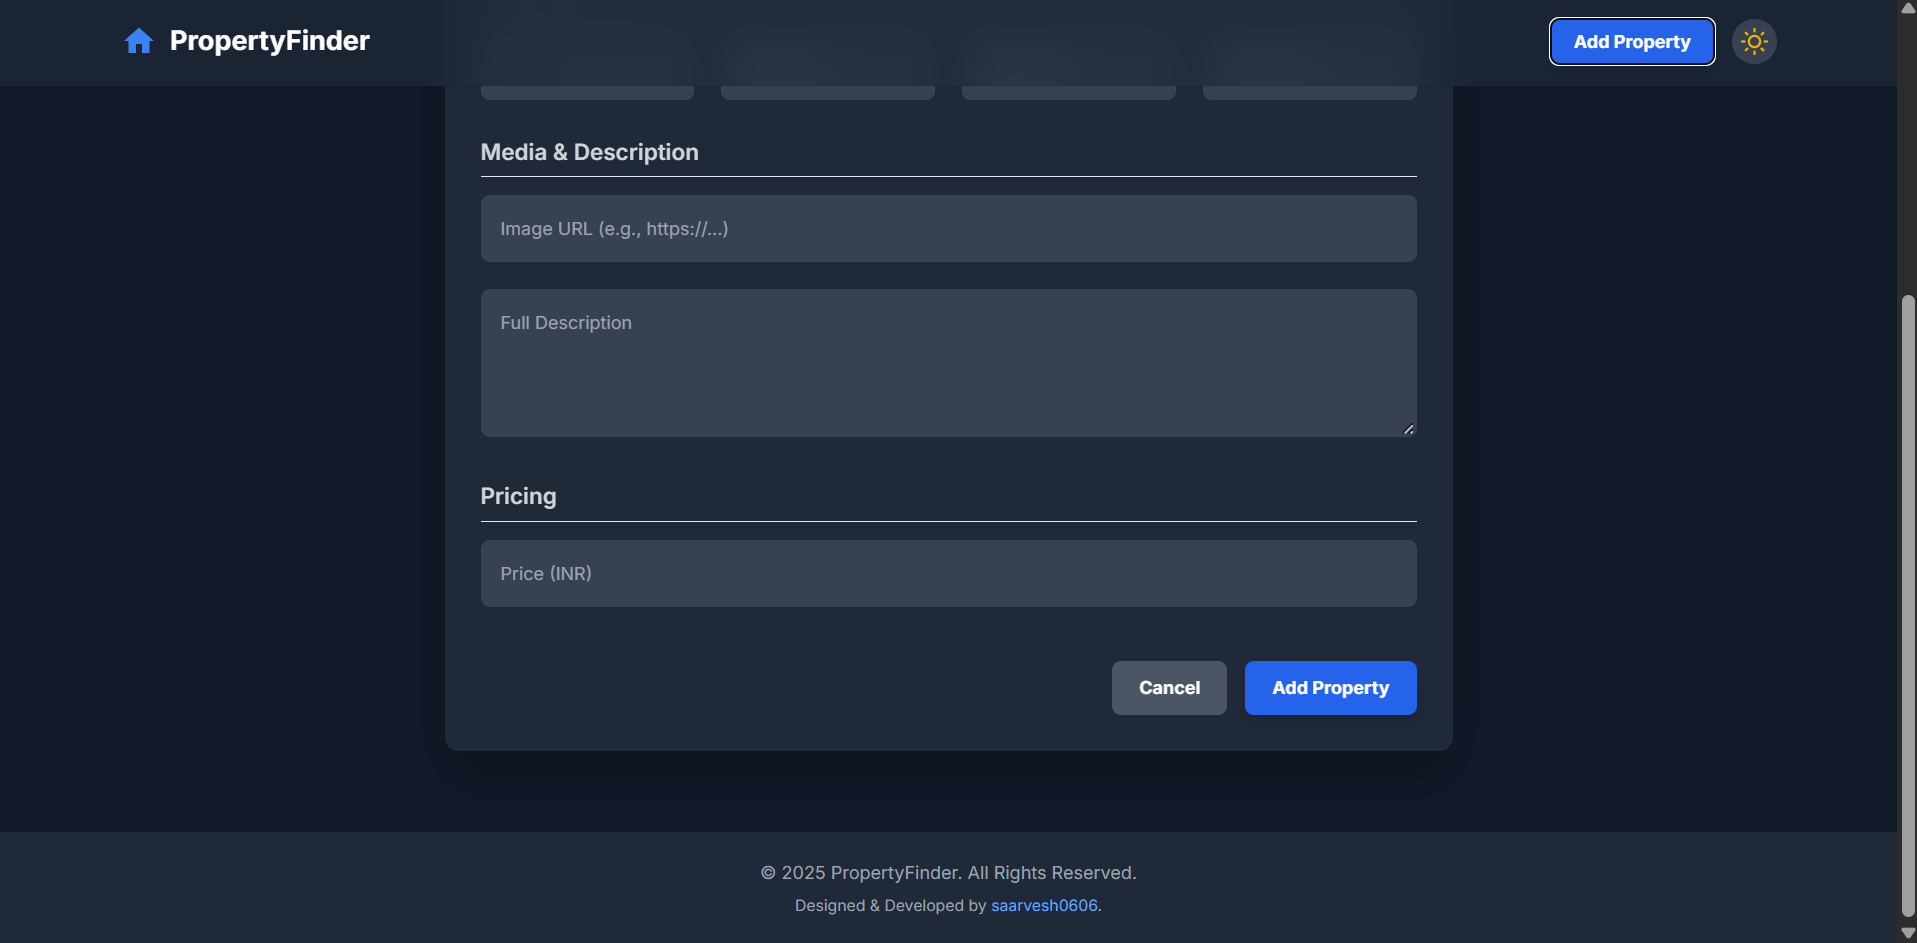 PropertyFinder
Add Property
Media & Description
Image URL (e.g., https://...)
Full Description
Pricing
Price (INR)
Cancel
Add Property
© 2025 PropertyFinder. All Rights Reserved.
Designed & Developed by saarvesh0606.